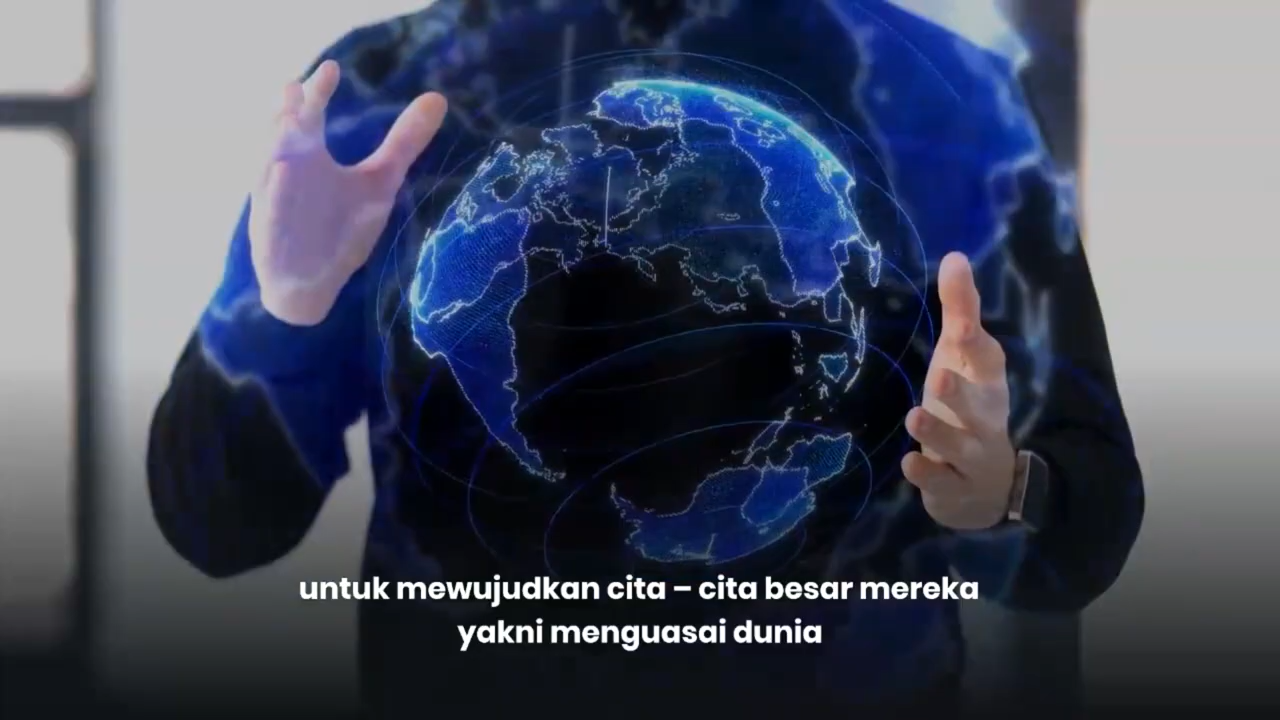 untuk mewujudkan cita – cita besar mereka
yakni menguasai dunia